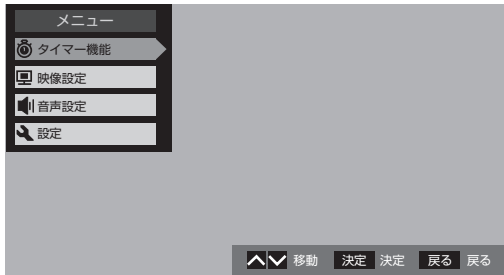 メニュー
タイマー機能
映像設定
音声設定
設定
移動 決定 決定 戻る 戻る